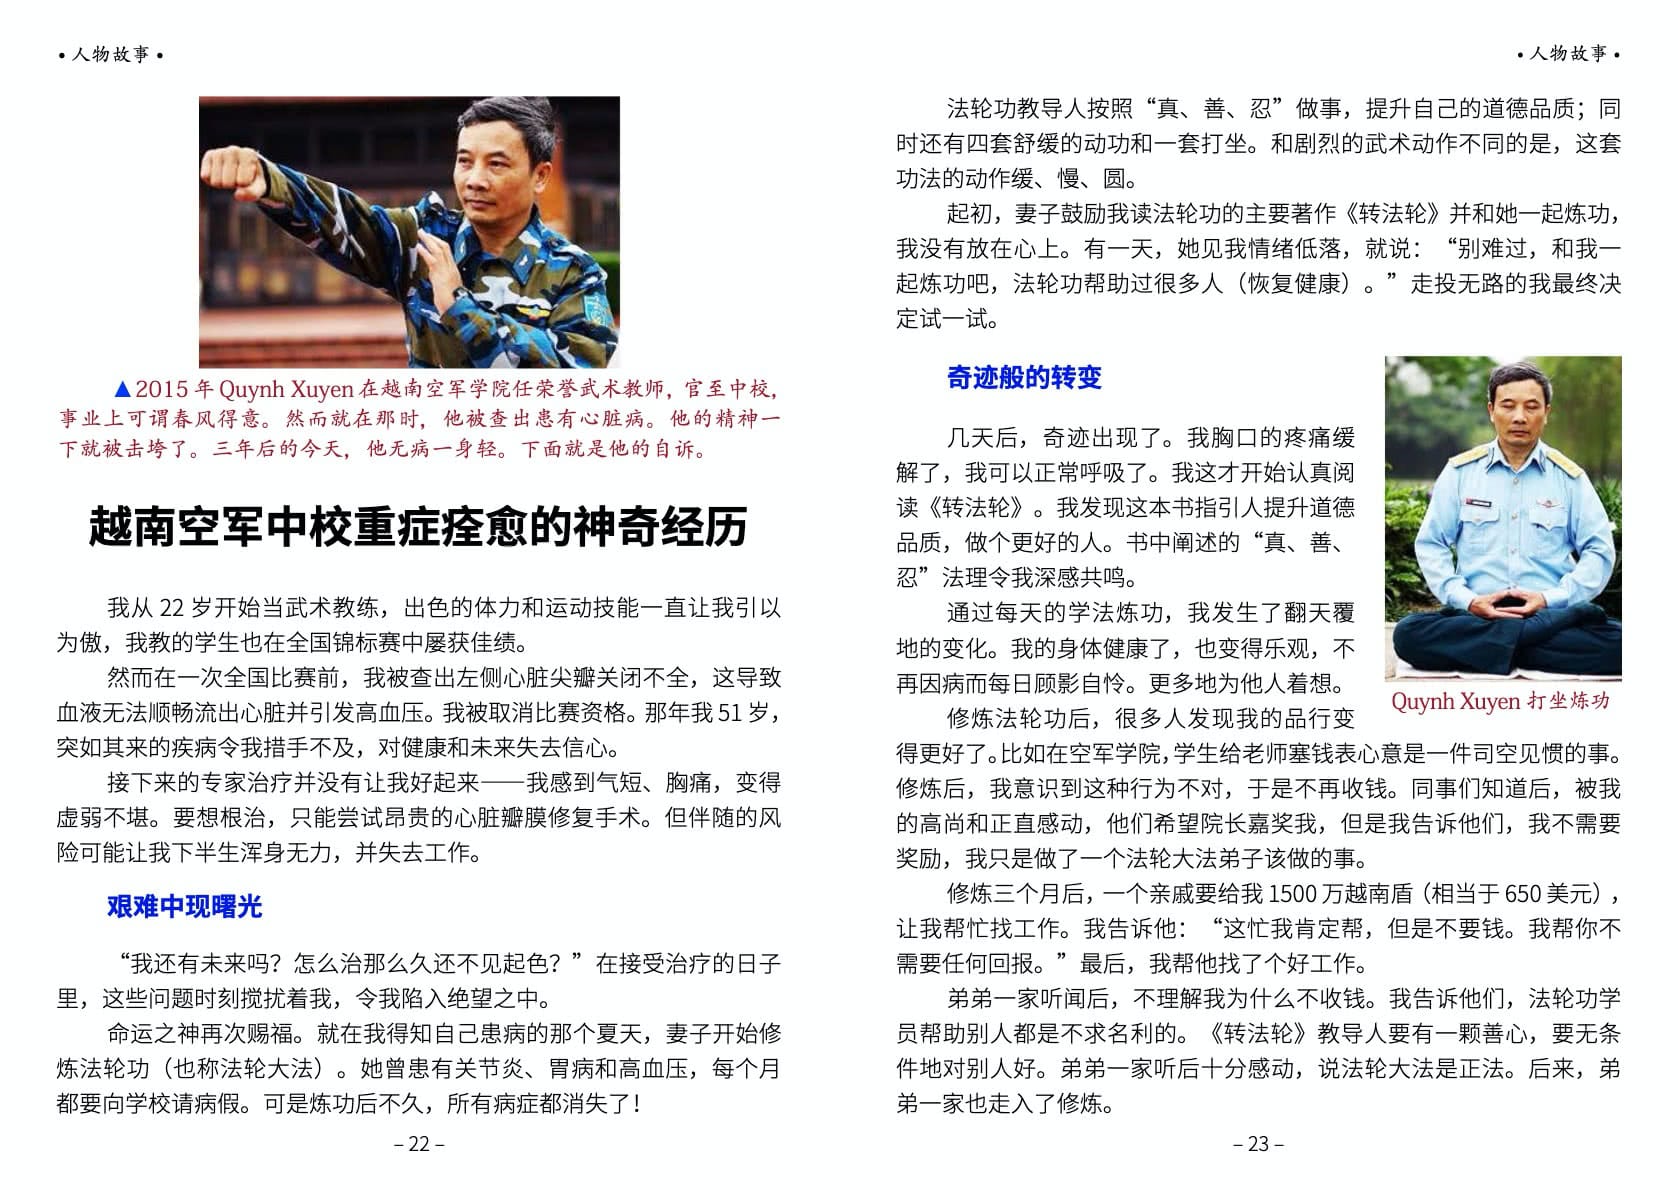 • 人物故事 •
▲2015 年 Quynh Xuyen 在越南空军学院任荣誉武术教师，官至中校，
事业上可谓春风得意。然而就在那时，他被查出患有心脏病。他的精神一
下就被击垮了。三年后的今天，他无病一身轻。下面就是他的自诉。
越南空军中校重症痊愈的神奇经历
我从 22 岁开始当武术教练，出色的体力和运动技能一直让我引以
为傲，我教的学生也在全国锦标赛中屡获佳绩。
然而在一次全国比赛前，我被查出左侧心脏尖瓣关闭不全，这导致
血液无法顺畅流出心脏并引发高血压。我被取消比赛资格。那年我 51 岁，
突如其来的疾病令我措手不及，对健康和未来失去信心。
接下来的专家治疗并没有让我好起来——我感到气短、胸痛，变得
虚弱不堪。要想根治，只能尝试昂贵的心脏瓣膜修复手术。但伴随的风
险可能让我下半生浑身无力，并失去工作。
艰难中现曙光
“我还有未来吗？怎么治那么久还不见起色？”在接受治疗的日子
里，这些问题时刻搅扰着我，令我陷入绝望之中。
命运之神再次赐福。就在我得知自己患病的那个夏天，妻子开始修
炼法轮功（也称法轮大法）。她曾患有关节炎、胃病和高血压，每个月
都要向学校请病假。可是炼功后不久，所有病症都消失了！
– 22 –
• 人物故事 •
法轮功教导人按照“真、善、忍”做事，提升自己的道德品质；同
时还有四套舒缓的动功和一套打坐。和剧烈的武术动作不同的是，这套
功法的动作缓、慢、圆。
起初，妻子鼓励我读法轮功的主要著作《转法轮》并和她一起炼功，
我没有放在心上。有一天，她见我情绪低落，就说：“别难过，和我一
起炼功吧，法轮功帮助过很多人（恢复健康）。”走投无路的我最终决
定试一试。
奇迹般的转变
几天后，奇迹出现了。我胸口的疼痛缓
解了，我可以正常呼吸了。我这才开始认真阅
读《转法轮》。我发现这本书指引人提升道德
品质，做个更好的人。书中阐述的“真、善、
忍”法理令我深感共鸣。
通过每天的学法炼功，我发生了翻天覆
地的变化。我的身体健康了，也变得乐观，不
再因病而每日顾影自怜。更多地为他人着想。
Quynh Xuyen 打坐炼功
修炼法轮功后，很多人发现我的品行变
得更好了。比如在空军学院，学生给老师塞钱表心意是一件司空见惯的事。
修炼后，我意识到这种行为不对，于是不再收钱。同事们知道后，被我
的高尚和正直感动，他们希望院长嘉奖我，但是我告诉他们，我不需要
奖励，我只是做了一个法轮大法弟子该做的事。
修炼三个月后，一个亲戚要给我 1500 万越南盾（相当于 650 美元），
让我帮忙找工作。我告诉他：“这忙我肯定帮，但是不要钱。我帮你不
需要任何回报。”最后，我帮他找了个好工作。
弟弟一家听闻后，不理解我为什么不收钱。我告诉他们，法轮功学
员帮助别人都是不求名利的。《转法轮》教导人要有一颗善心，要无条
件地对别人好。弟弟一家听后十分感动，说法轮大法是正法。后来，弟
弟一家也走入了修炼。
– 23 –